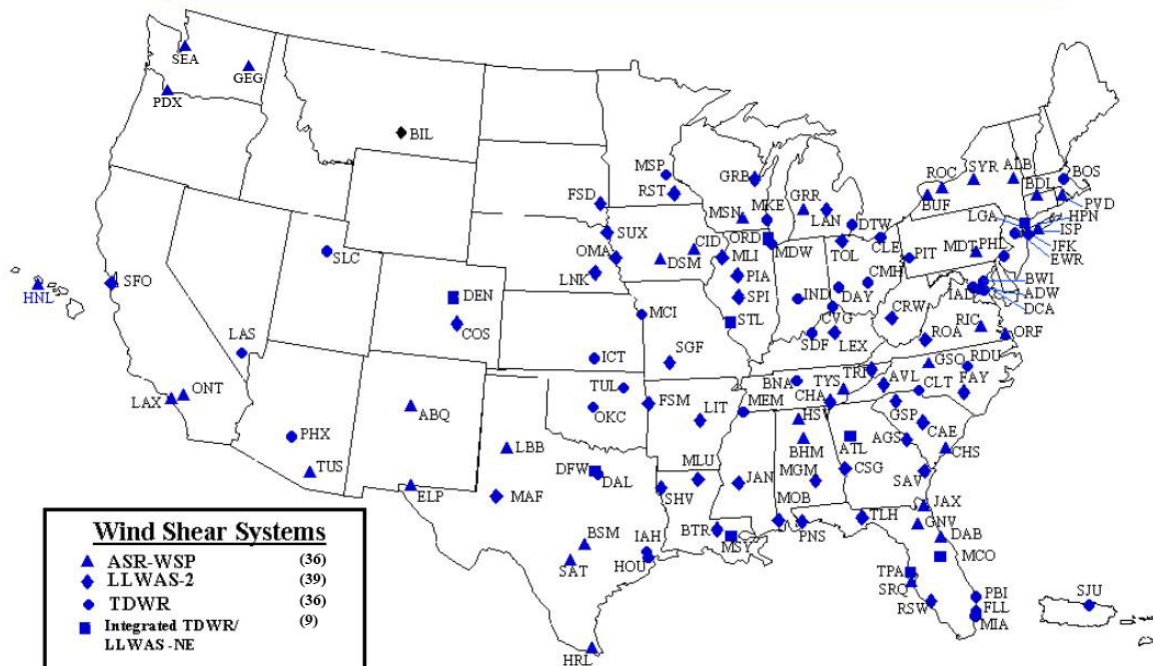 SEA
GEG
PDX
BIL
MSP
RST
GRB
FSD
MSN
MKE
GRR
LAN
DTW
ROC
SYR
ALB
BDL
BOS
BUF
PVD
LGA
HPN
ISP
JFK
EWR
SUX
OMA
CID
DSM
ORD
MDW
MLI
TOL
CLE
PIT
MDT
PHL
SLC
LNK
PIA
SPI
IND
DAY
CMH
CRW
IAD
BWI
ADW
DCA
HNL
SFO
DEN
COS
MCI
STL
SDF
CVG
LEX
ROA
RIC
ORF
LAS
ICT
SGF
TUL
OKC
BNA
TYS
TRI
GSO
RDU
AVL
CLT
FAY
LAX
ONT
ABQ
FSM
LIT
MEM
CHA
HSV
GSP
PHX
TUS
LBB
BHM
ATL
AGS
CAE
CHS
ELP
MAF
DFW
DAL
MLU
SHV
JAN
MGM
CSG
SAV
MOB
BSM
SAT
IAH
HOU
BTR
MSY
PNS
TLH
JAX
GNV
DAB
MCO
TPA
SRQ
RSW
PBI
FLL
MIA
SJU
HRL
Wind Shear Systems
ASR-WSP (36)
LLWAS-2 (39)
TDWR (36)
Integrated TDWR/ (9)
LLWAS -NE